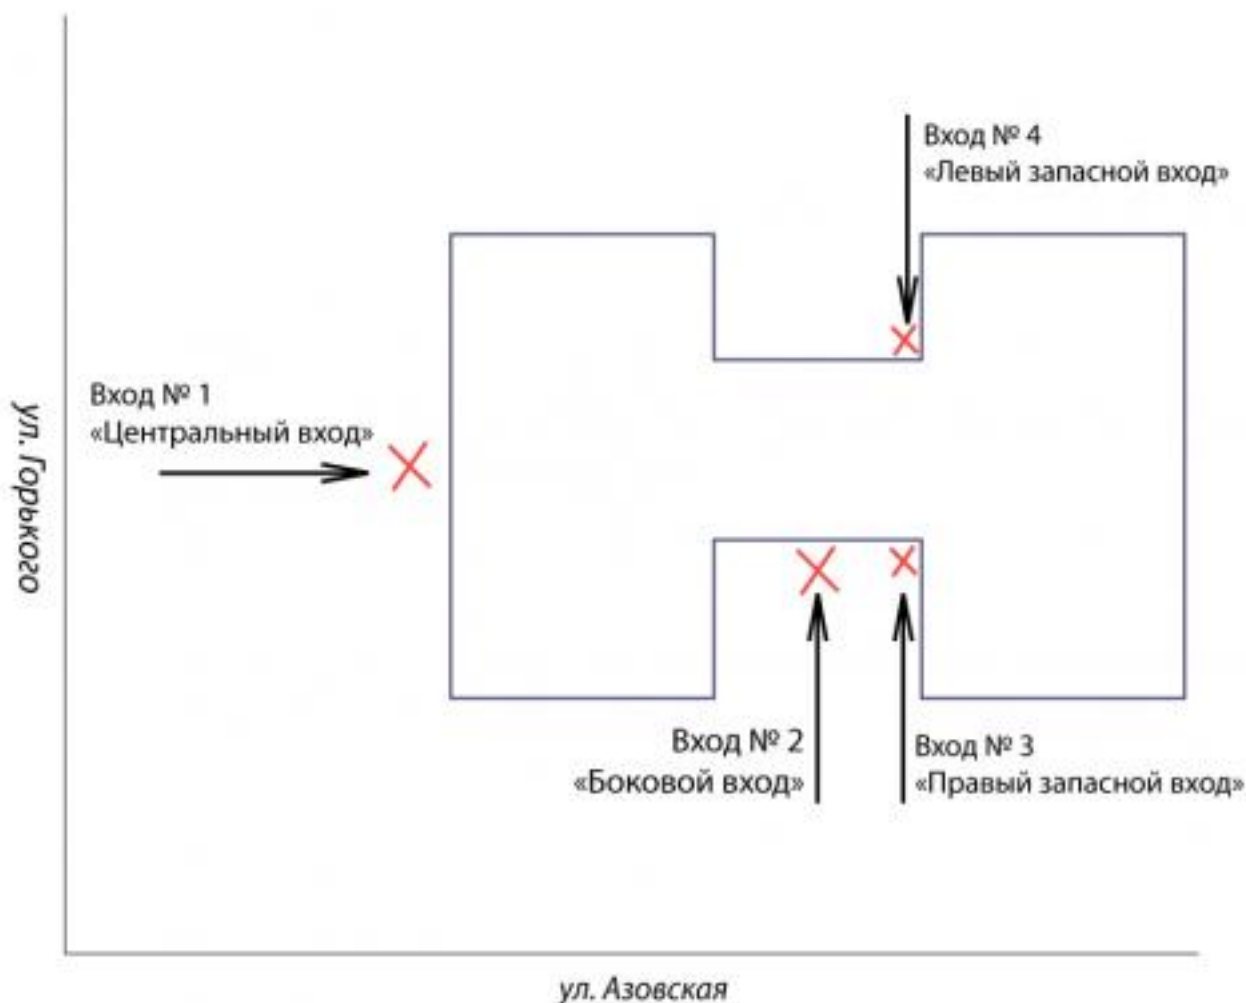 Вход № 4
«Левый запасной вход»
Вход № 1
«Центральный вход»
ул. Горького
Вход № 2
«Боковой вход»
Вход № 3
«Правый запасной вход»
ул. Азовская